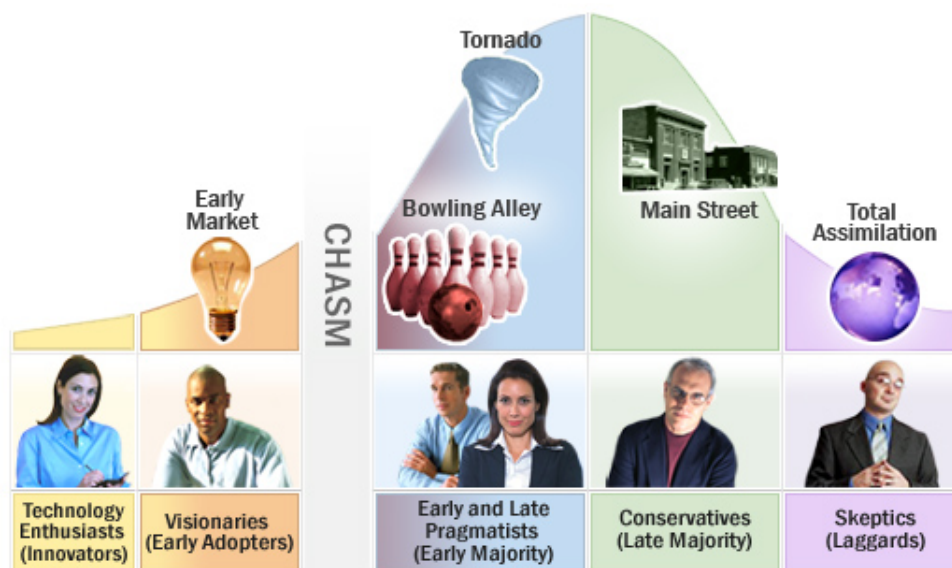 Tornado
Early
Market
CHASM
Bowling Alley
Main Street
Total
Assimilation
Technology
Enthusiasts
(Innovators)
Visionaries
(Early Adopters)
Early and Late
Pragmatists
(Early Majority)
Conservatives
(Late Majority)
Skeptics
(Laggards)